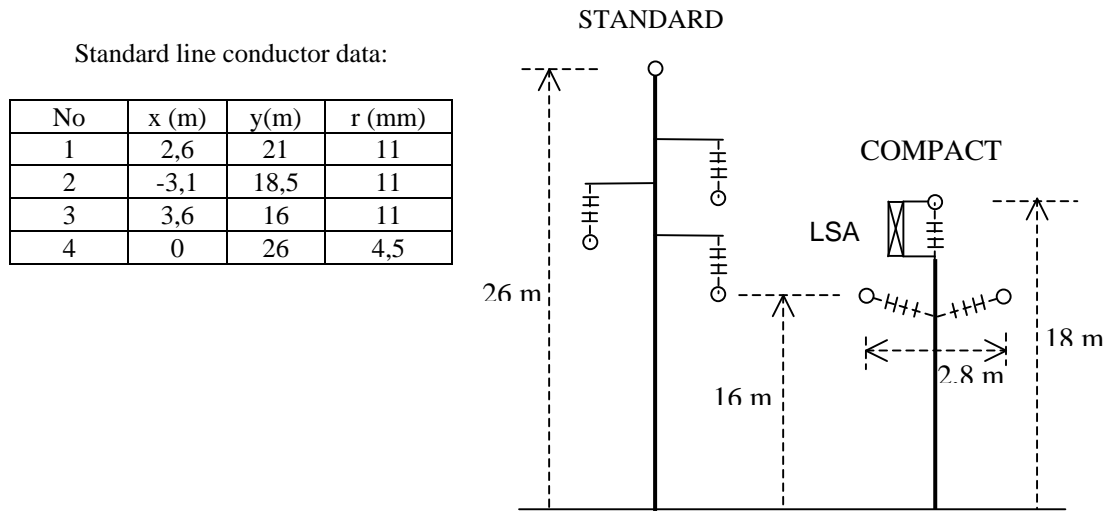 STANDARD
Standard line conductor data:
No x (m) y(m) r (mm)
1 2,6 21 11
2 -3,1 18,5 11
3 3,6 16 11
4 0 26 4,5
COMPACT
LSA
26 m
18 m
2,8 m
16 m